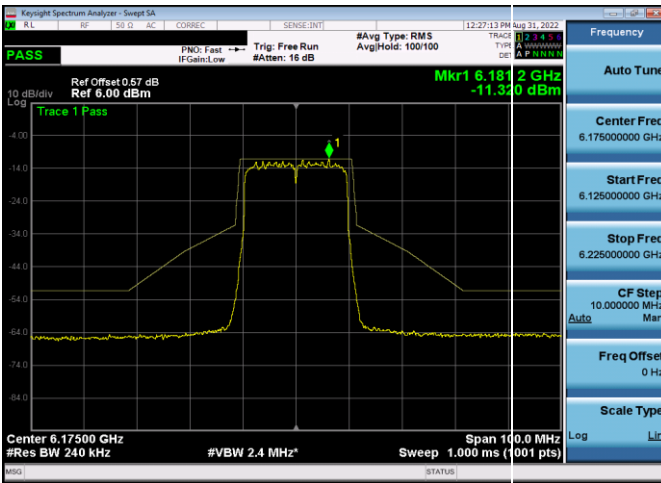 Keysight Spectrum Analyzer - Swept SA
RL RF 50 Ω AC CORREC SENSE:INT 12:27:13 PM Aug 31, 2022
PASS
PNO: Fast
IFGain:Low
Trig: Free Run
#Atten: 16 dB
#Avg Type: RMS
Avg|Hold: 100/100
TRACE 1 2 3 4 5 6
TYPE A WWWWW
DET A P N N N N
Ref Offset 0.57 dB
10 dB/div Ref 6.00 dBm
Log
Mkr1 6.181 2 GHz
-11.320 dBm
Trace 1 Pass
1
-4.00
-14.0
-24.0
-34.0
-44.0
-54.0
-64.0
-74.0
-84.0
Center 6.17500 GHz Span 100.0 MHz
#Res BW 240 kHz #VBW 2.4 MHz* Sweep 1.000 ms (1001 pts)
MSG STATUS
Frequency
Auto Tune
Center Freq
6.175000000 GHz
Start Freq
6.125000000 GHz
Stop Freq
6.225000000 GHz
CF Step
10.000000 MHz
Auto Man
Freq Offset
0 Hz
Scale Type
Log Lin